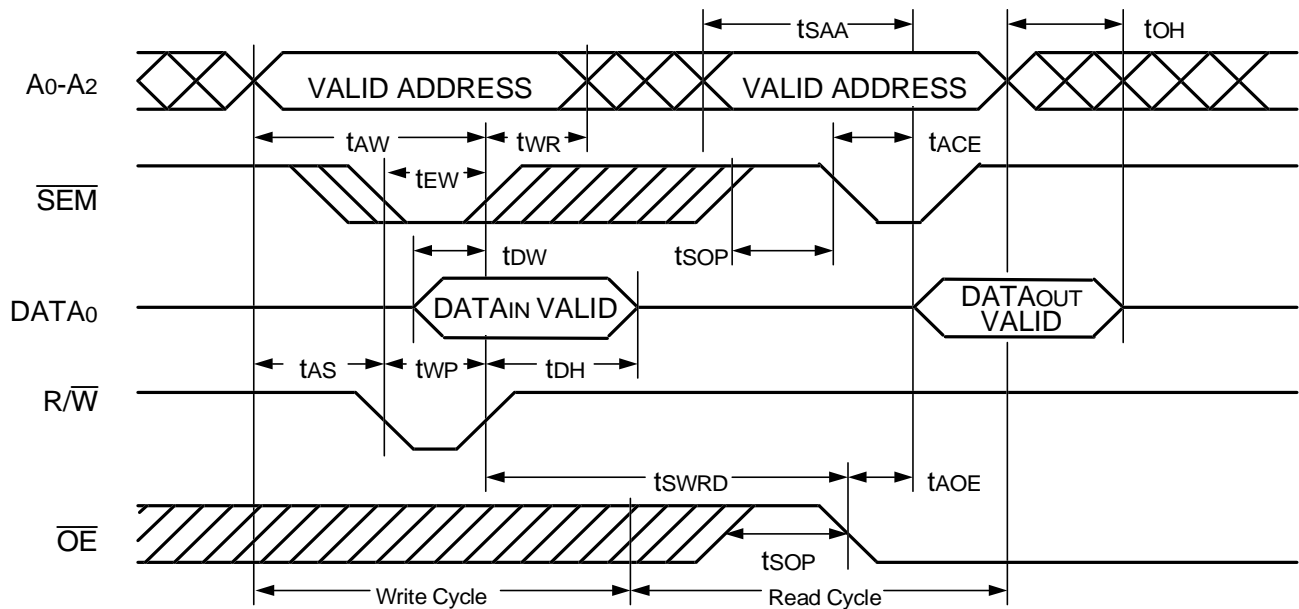 tSAA
tOH
A0-A2
VALID ADDRESS
VALID ADDRESS
tAW
tWR
tACE
tEW
SEM
tDW
tSOP
DATA0
DATAIN VALID
DATAOUT
VALID
tAS
tWP
tDH
R/W
tSWRD
tAOE
OE
tSOP
Write Cycle
Read Cycle